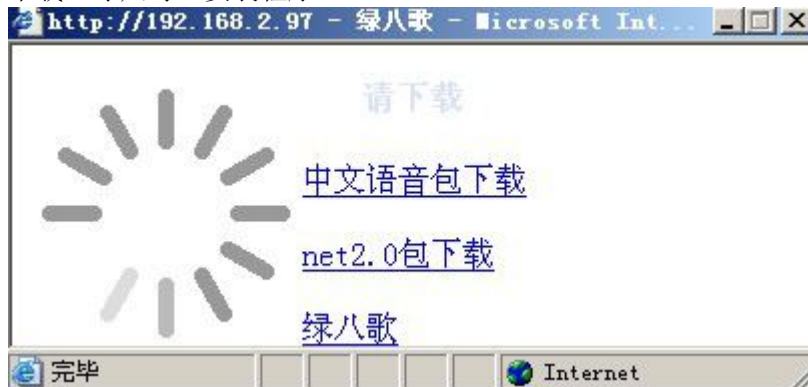 http://192.168.2.97 - 绿八歌 - Microsoft Int...
请下载
中文语音包下载
net2.0包下载
绿八歌
完毕
Internet